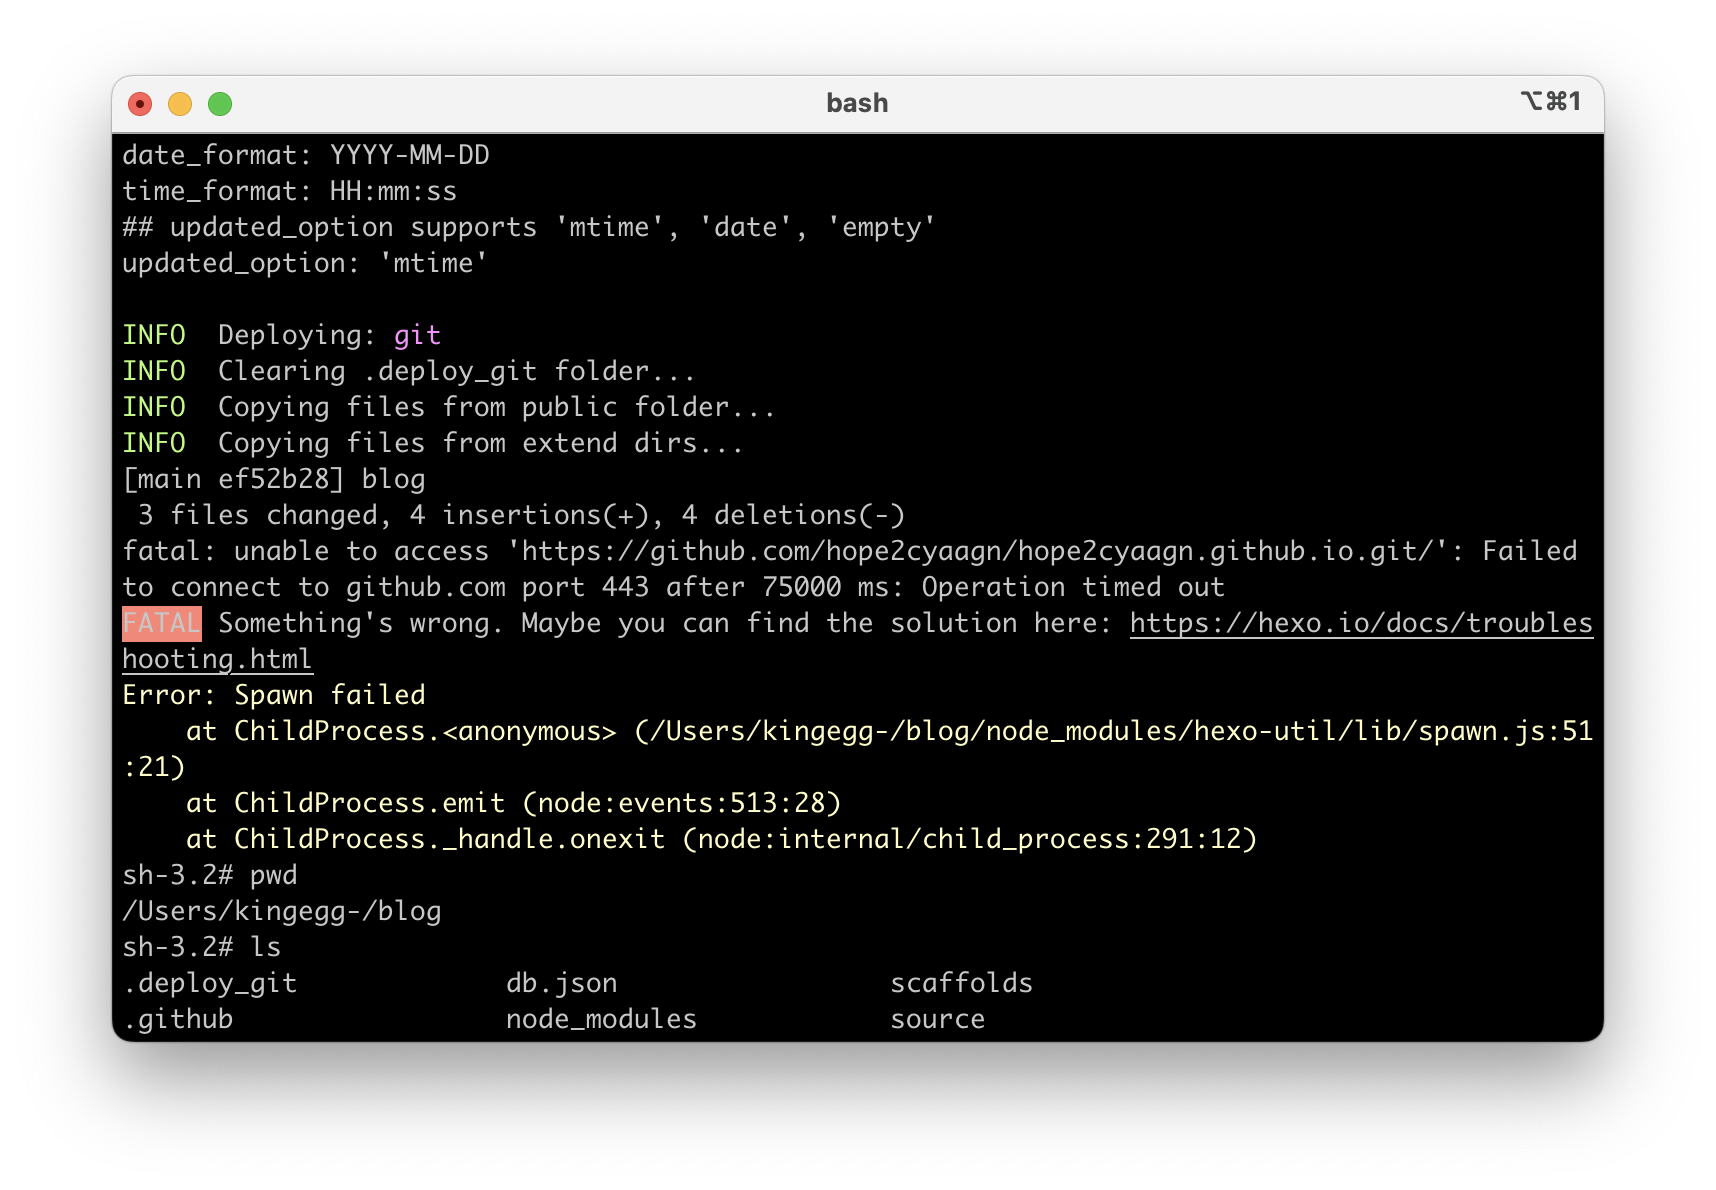 bash
⌥⌘1
date_format: YYYY-MM-DD
time_format: HH:mm:ss
## updated_option supports 'mtime', 'date', 'empty'
updated_option: 'mtime'
INFO  Deploying: git
INFO  Clearing .deploy_git folder...
INFO  Copying files from public folder...
INFO  Copying files from extend dirs...
[main ef52b28] blog
 3 files changed, 4 insertions(+), 4 deletions(-)
fatal: unable to access 'https://github.com/hope2cyaagn/hope2cyaagn.github.io.git/': Failed
to connect to github.com port 443 after 75000 ms: Operation timed out
FATAL Something's wrong. Maybe you can find the solution here: https://hexo.io/docs/troubles
hooting.html
Error: Spawn failed
    at ChildProcess.<anonymous> (/Users/kingegg-/blog/node_modules/hexo-util/lib/spawn.js:51
:21)
    at ChildProcess.emit (node:events:513:28)
    at ChildProcess._handle.onexit (node:internal/child_process:291:12)
sh-3.2# pwd
/Users/kingegg-/blog
sh-3.2# ls
.deploy_git             db.json                 scaffolds
.github                 node_modules            source